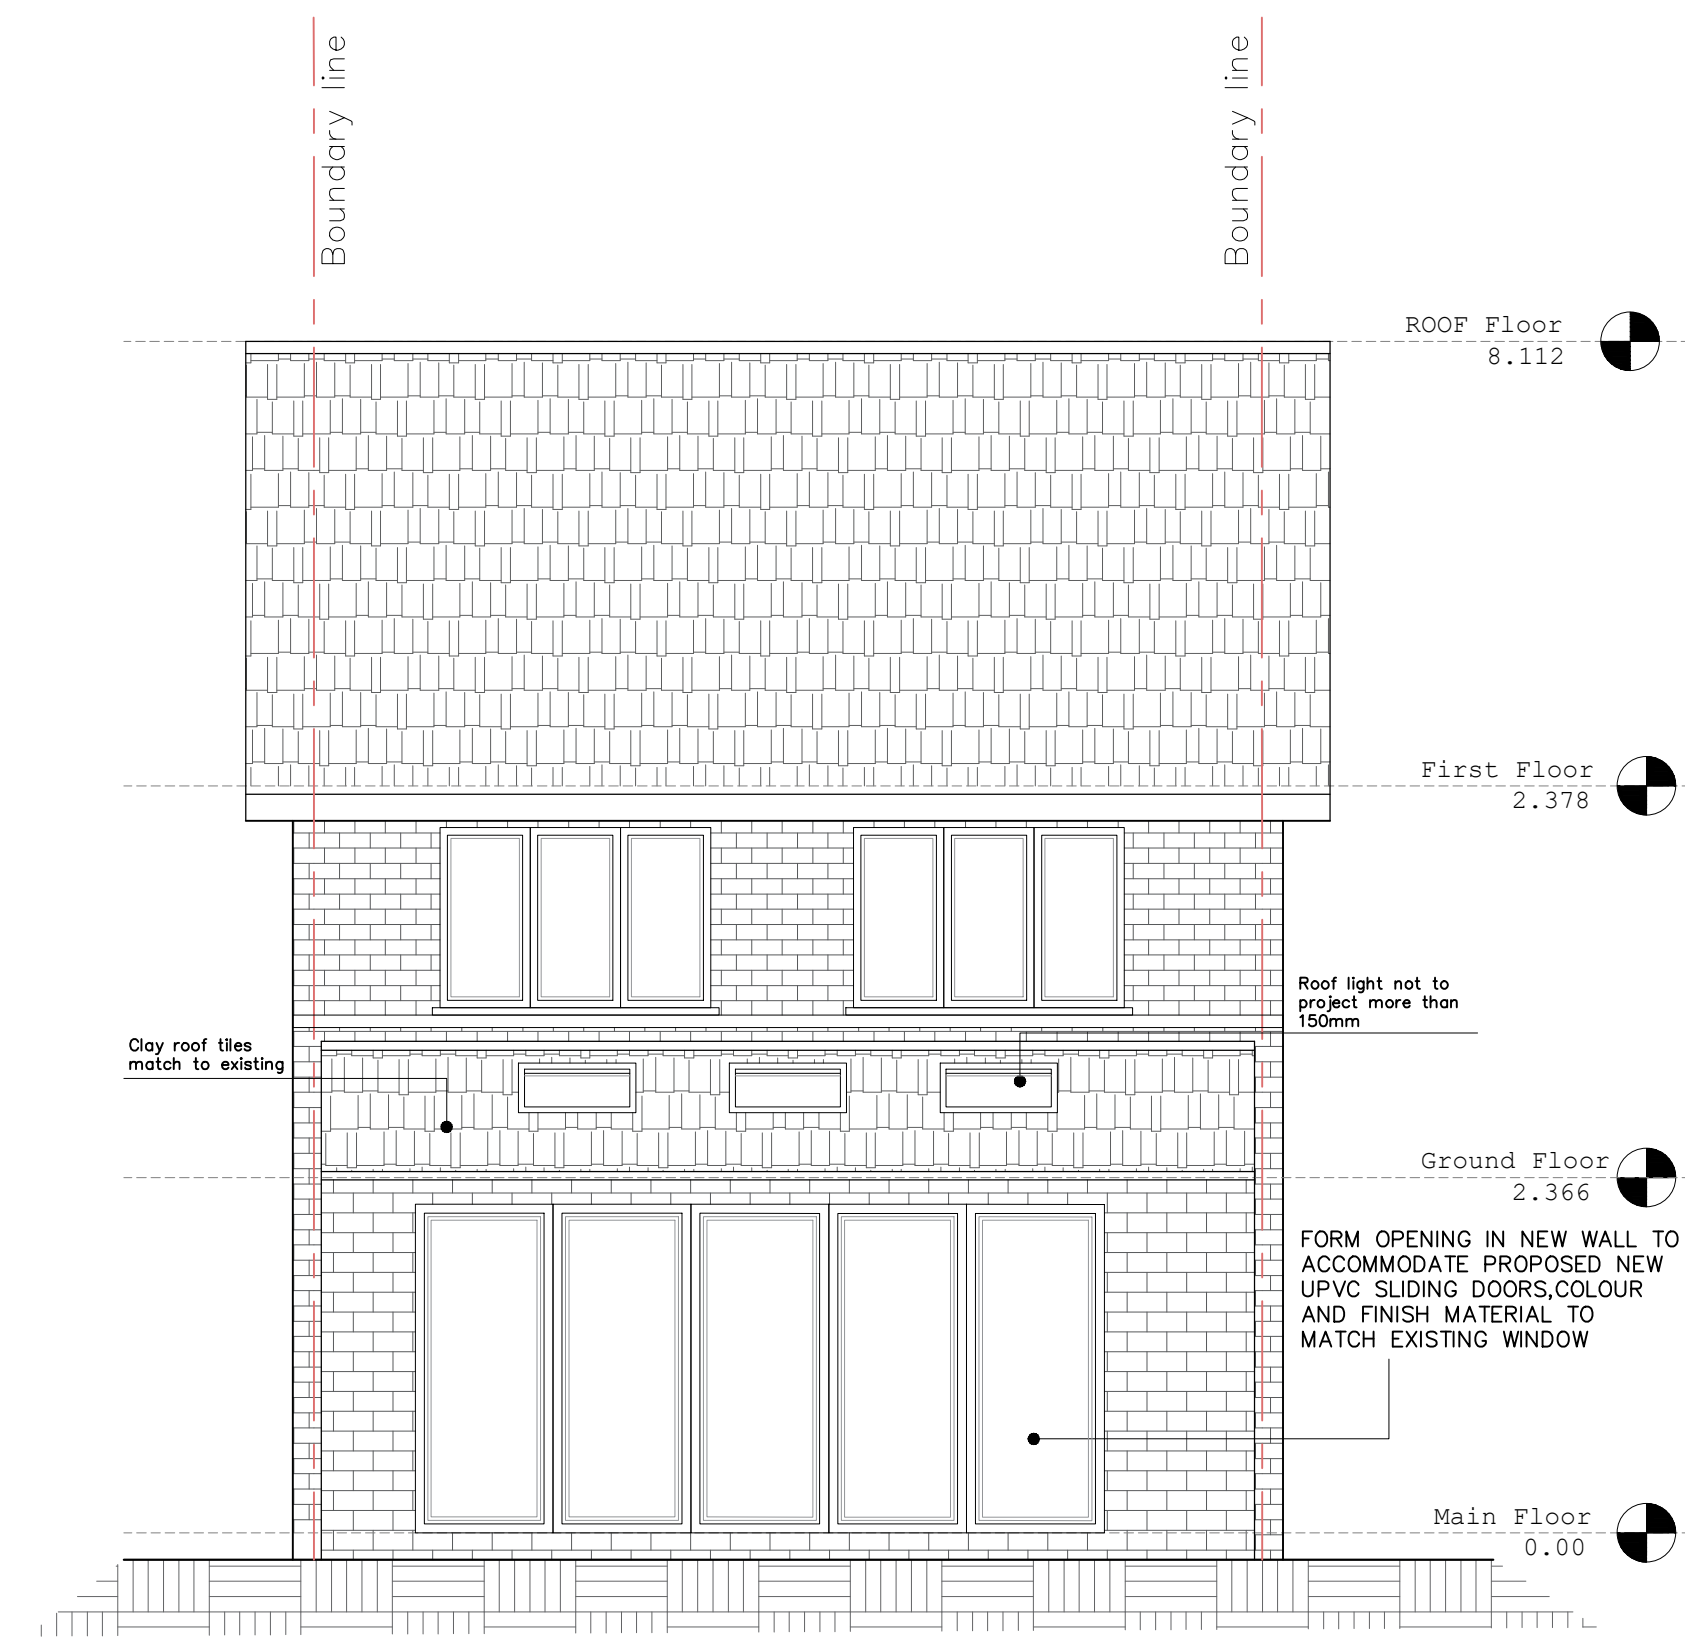 Boundary line
Boundary line
ROOF Floor
8.112
First Floor
2.378
Roof light not to
project more than
150mm
Clay roof tiles
match to existing
Ground Floor
2.366
FORM OPENING IN NEW WALL TO
ACCOMMODATE PROPOSED NEW
UPVC SLIDING DOORS,COLOUR
AND FINISH MATERIAL TO
MATCH EXISTING WINDOW
Main Floor
0.00